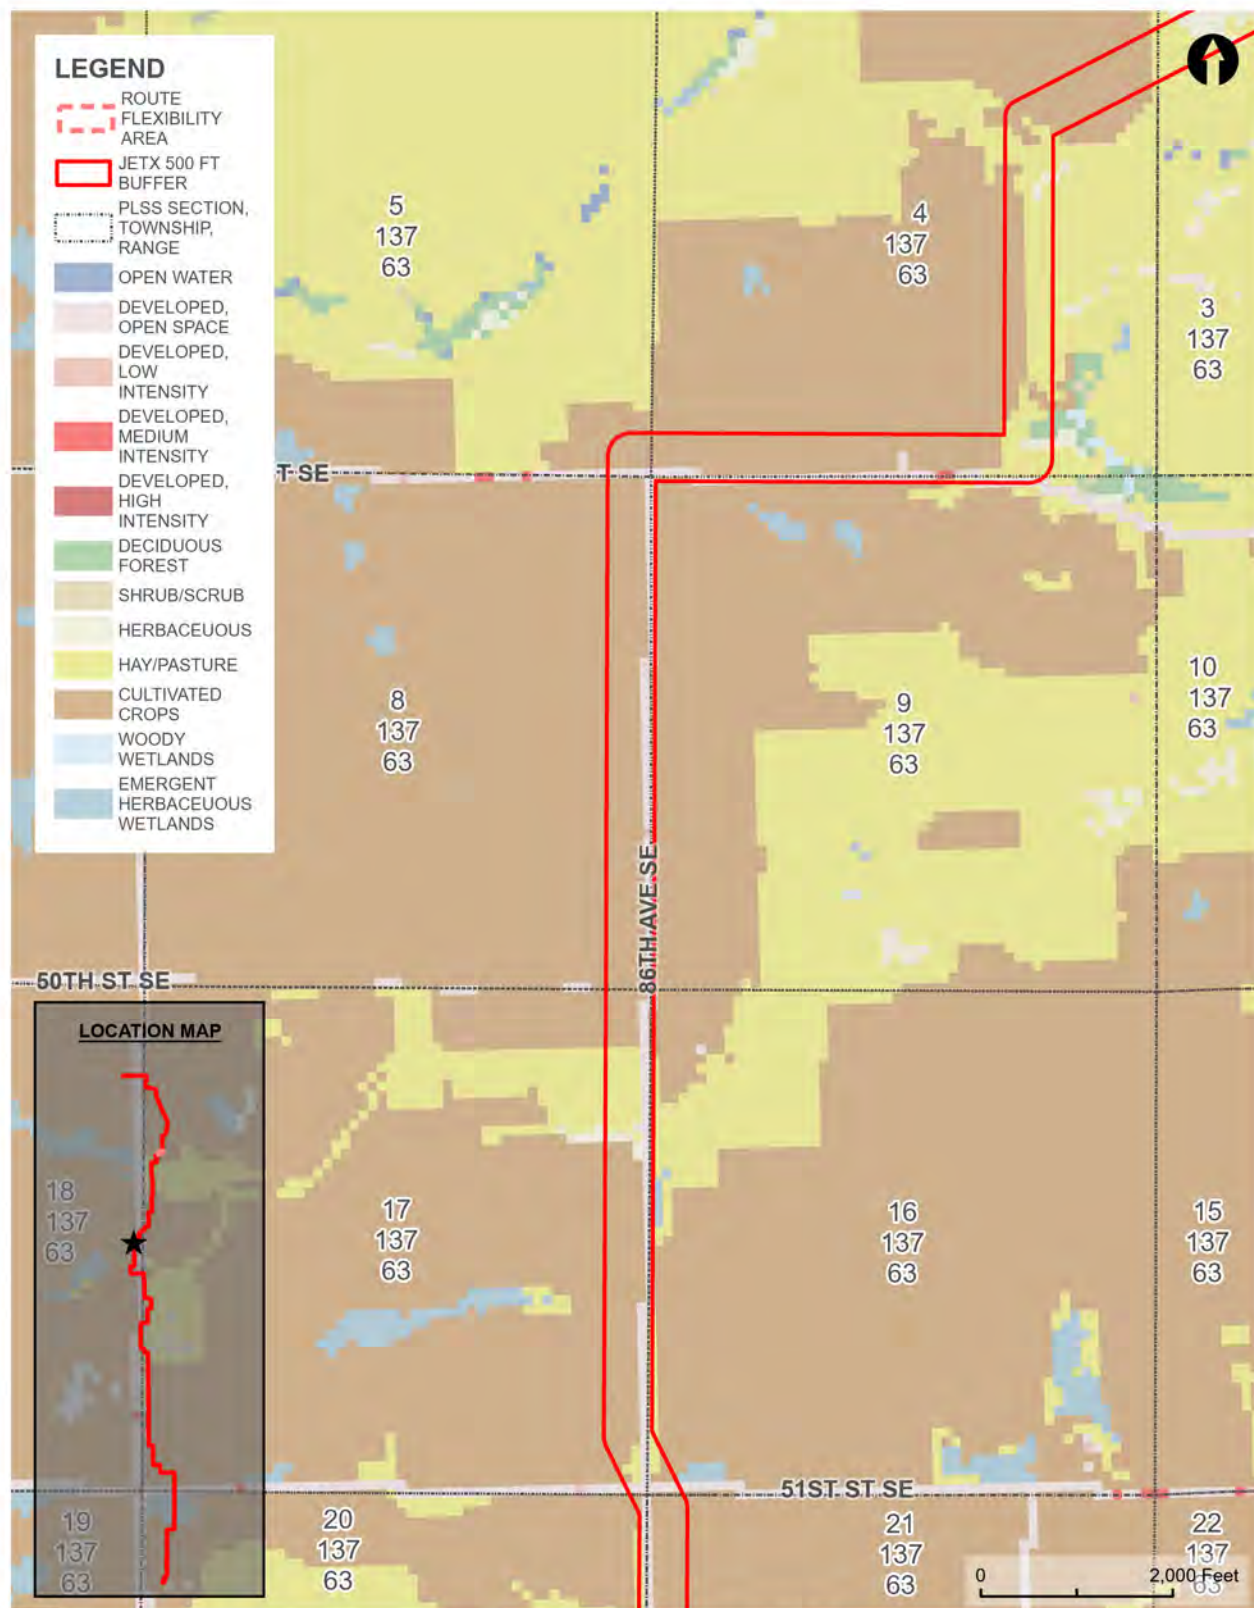 LEGEND
ROUTE
FLEXIBILITY
AREA
JETX 500 FT
BUFFER
PLSS SECTION,
TOWNSHIP,
RANGE
OPEN WATER
DEVELOPED,
OPEN SPACE
DEVELOPED,
LOW
INTENSITY
DEVELOPED,
MEDIUM
INTENSITY
DEVELOPED,
HIGH
INTENSITY
DECIDUOUS
FOREST
SHRUB/SCRUB
HERBACEUOUS
HAY/PASTURE
CULTIVATED
CROPS
WOODY
WETLANDS
EMERGENT
HERBACEUOUS
WETLANDS
5
137
63
4
137
63
3
137
63
T SE
8
137
63
9
137
63
10
137
63
86TH AVE SE
50TH ST SE
LOCATION MAP
18
137
63
17
137
63
16
137
63
15
137
63
51ST ST SE
19
137
63
20
137
63
21
137
63
22
137
63
0
2,000 Feet